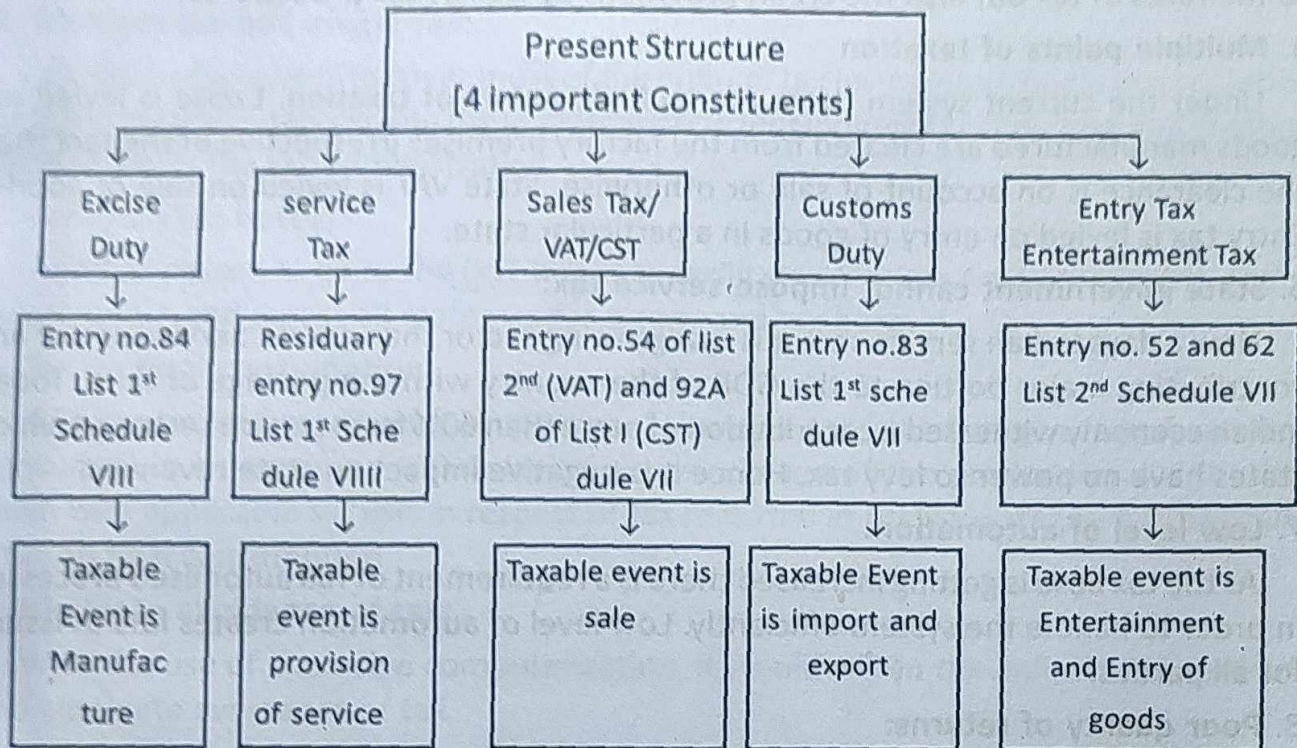 Present Structure
[4 important Constituents]
Excise
Duty
service
Tax
Sales Tax/
VAT/CST
Customs
Duty
Entry Tax
Entertainment Tax
Entry no.84
List 1st
Schedule
VIII
Residuary
entry no.97
List 1st Sche
dule VIIII
Entry no.54 of list
2nd (VAT) and 92A
of List I (CST)
dule VII
Entry no.83
List 1st sche
dule VII
Entry no. 52 and 62
List 2nd Schedule VII
Taxable
Event is
Manufac
ture
Taxable
event is
provision
of service
Taxable event is
sale
Taxable Event
is import and
export
Taxable event is
Entertainment
and Entry of
goods